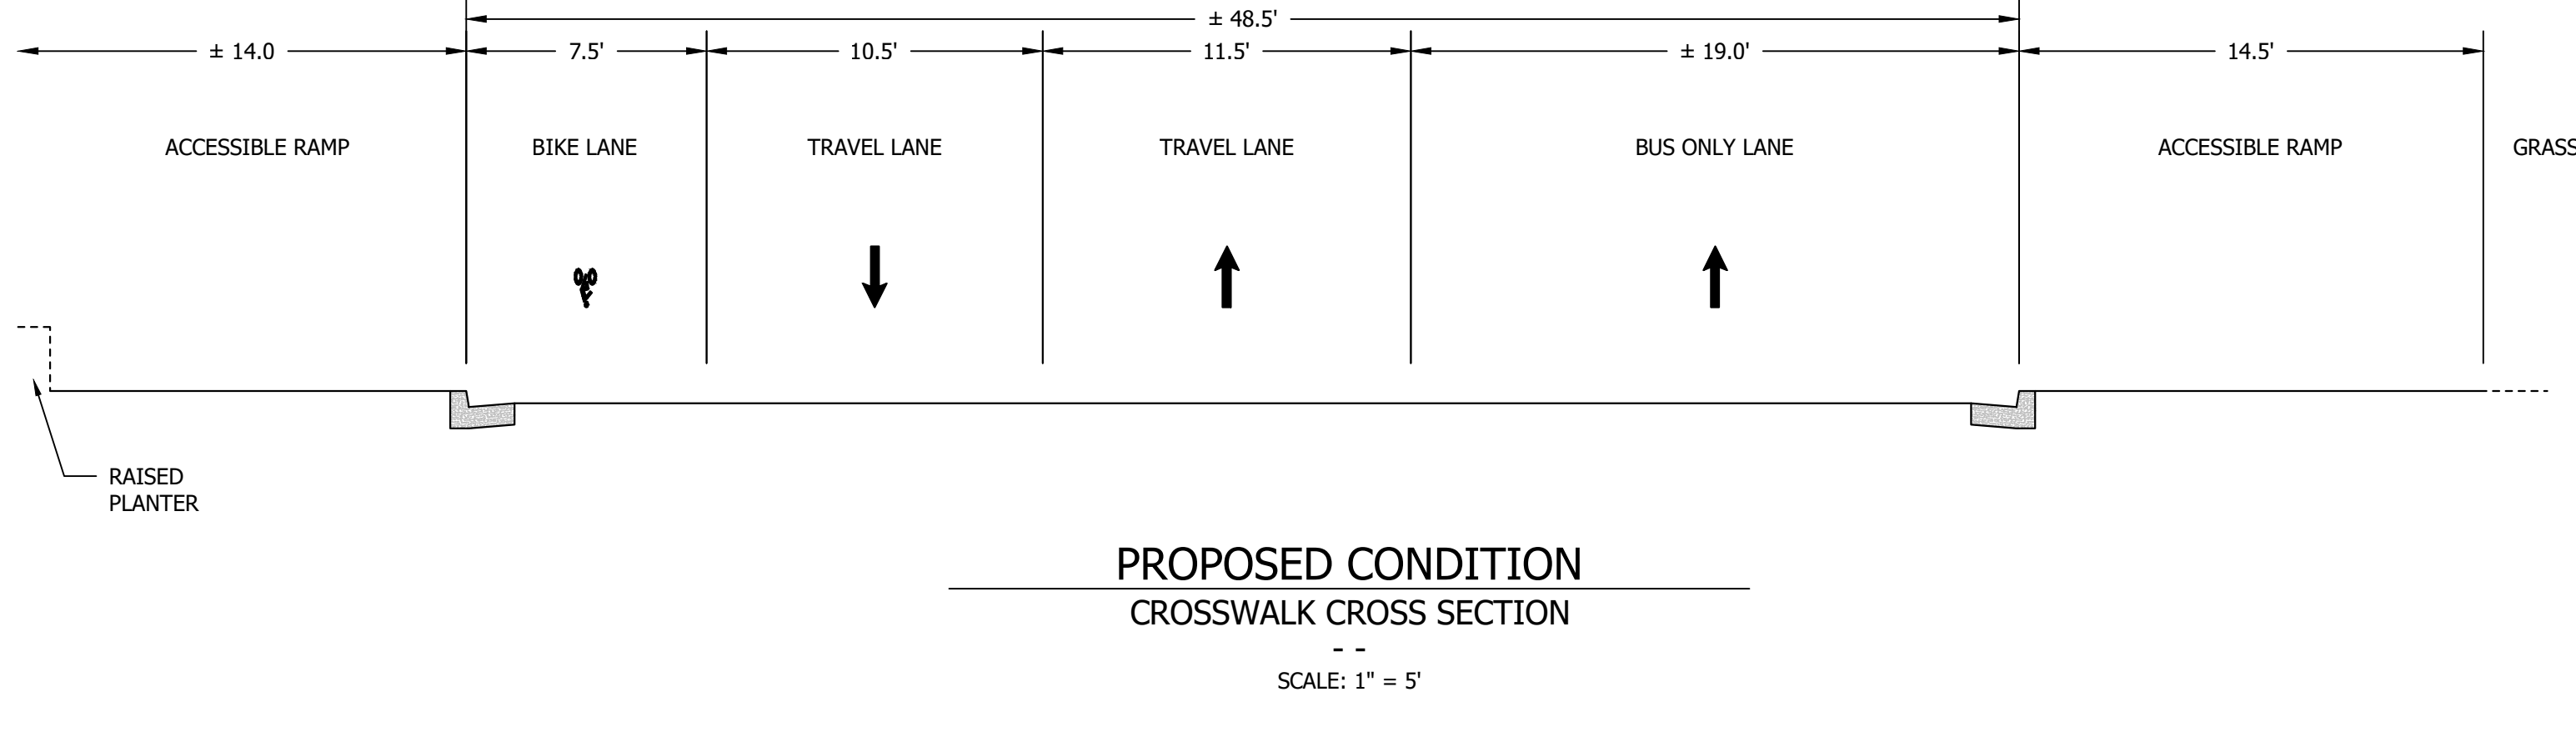 ± 48.5'
± 14.0 7.5' 10.5' 11.5' ± 19.0' 14.5'
ACCESSIBLE RAMP BIKE LANE TRAVEL LANE TRAVEL LANE BUS ONLY LANE ACCESSIBLE RAMP GRASS
RAISED
PLANTER
PROPOSED CONDITION
CROSSWALK CROSS SECTION
- -
SCALE: 1" = 5'